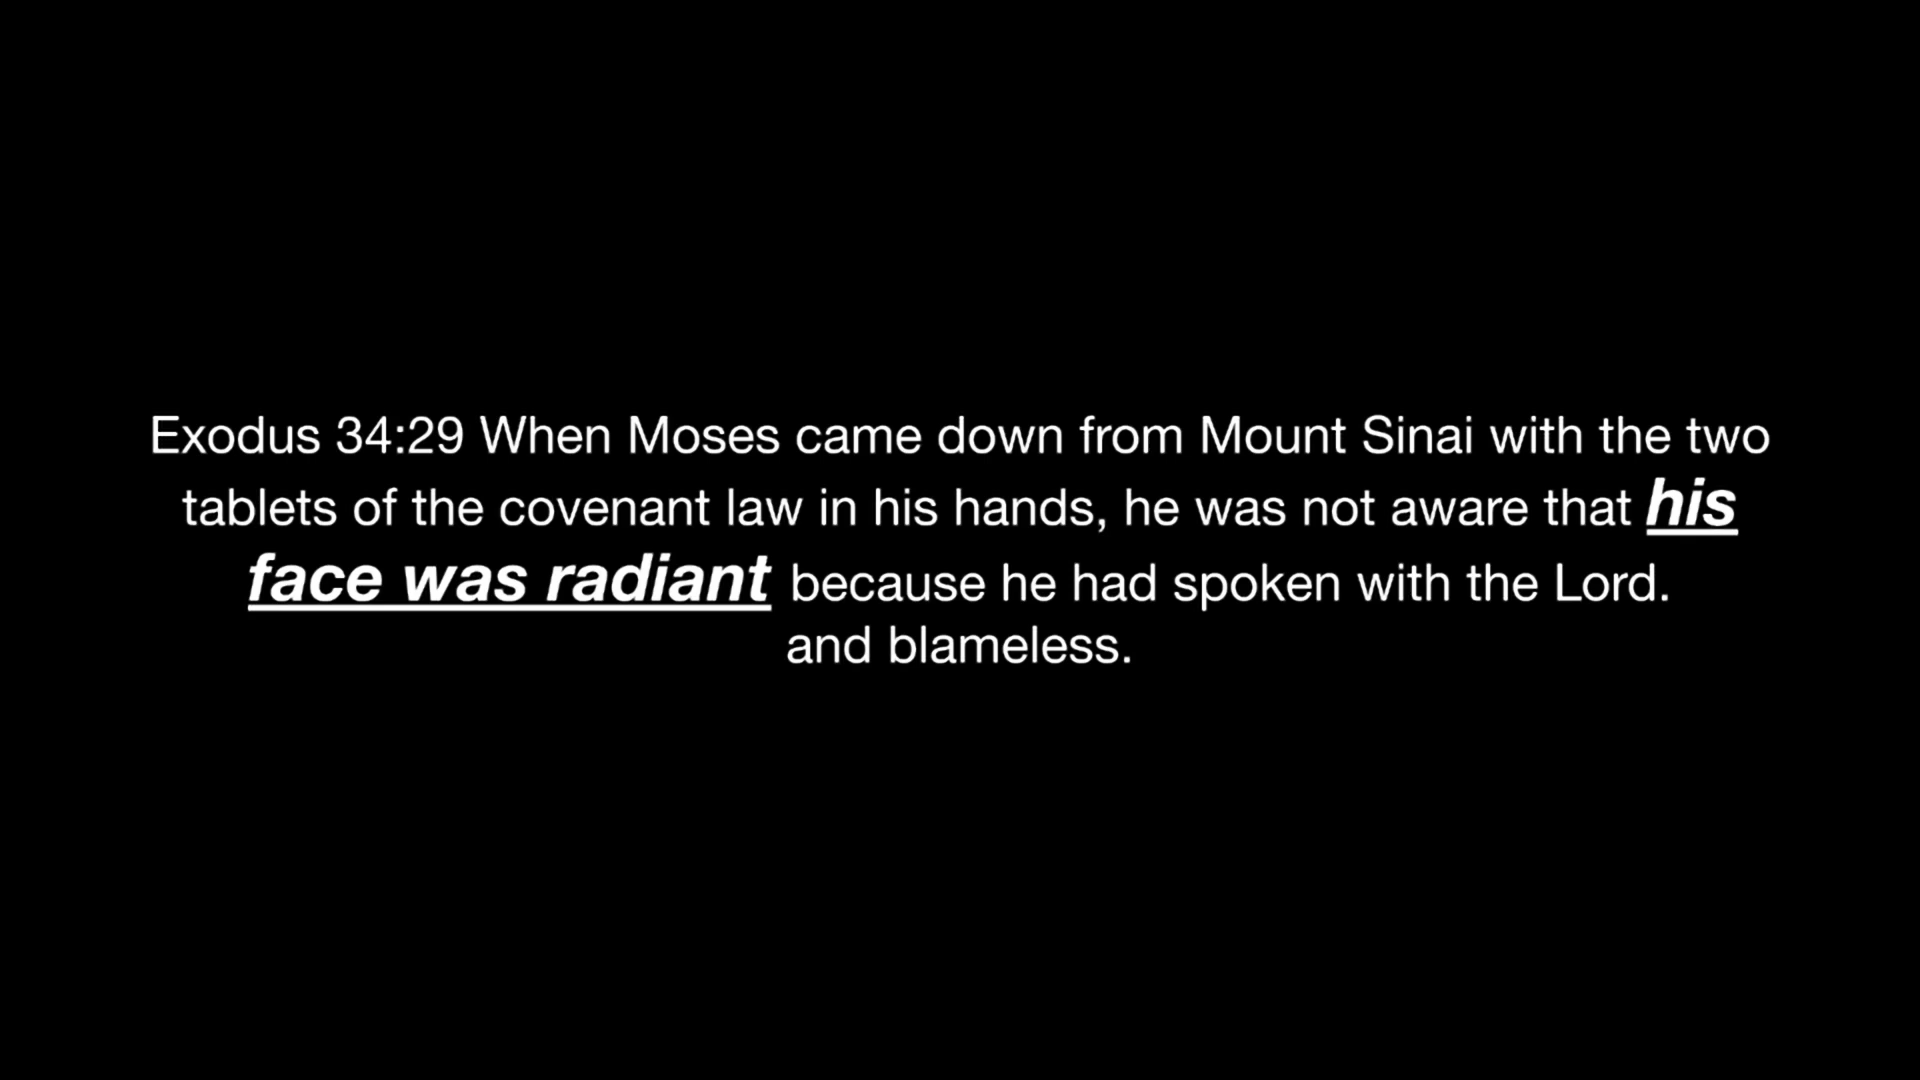 Exodus 34:29 When Moses came down from Mount Sinai with the two
tablets of the covenant law in his hands, he was not aware that his
face was radiant because he had spoken with the Lord.
and blameless.